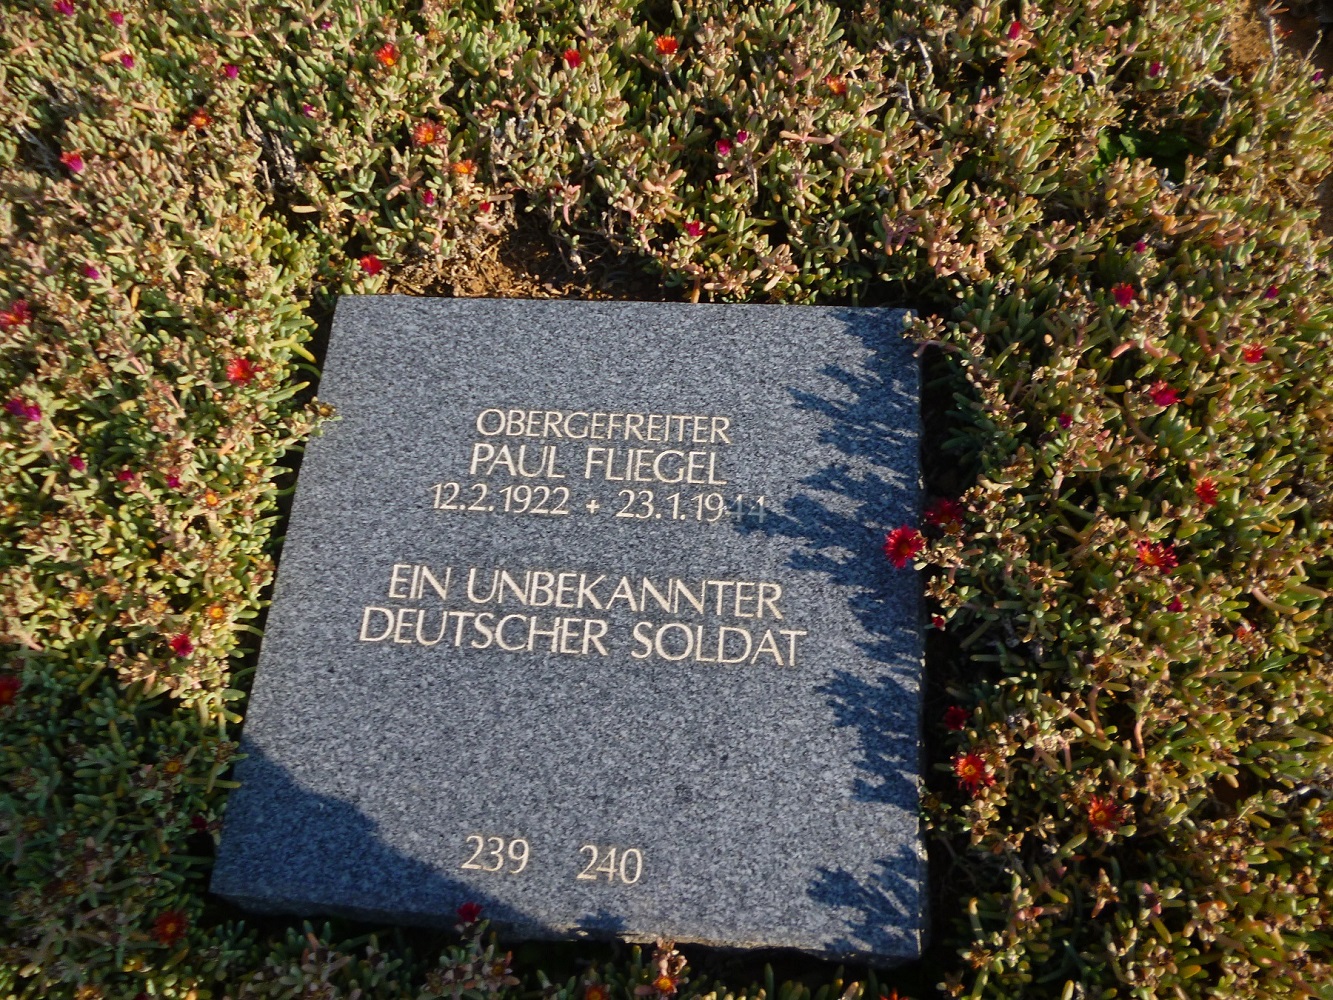 OBERGEFREITER
PAUL FLIEGEL
12.2.1922 + 23.1.1944
EIN UNBEKANNTER
DEUTSCHER SOLDAT
239 240